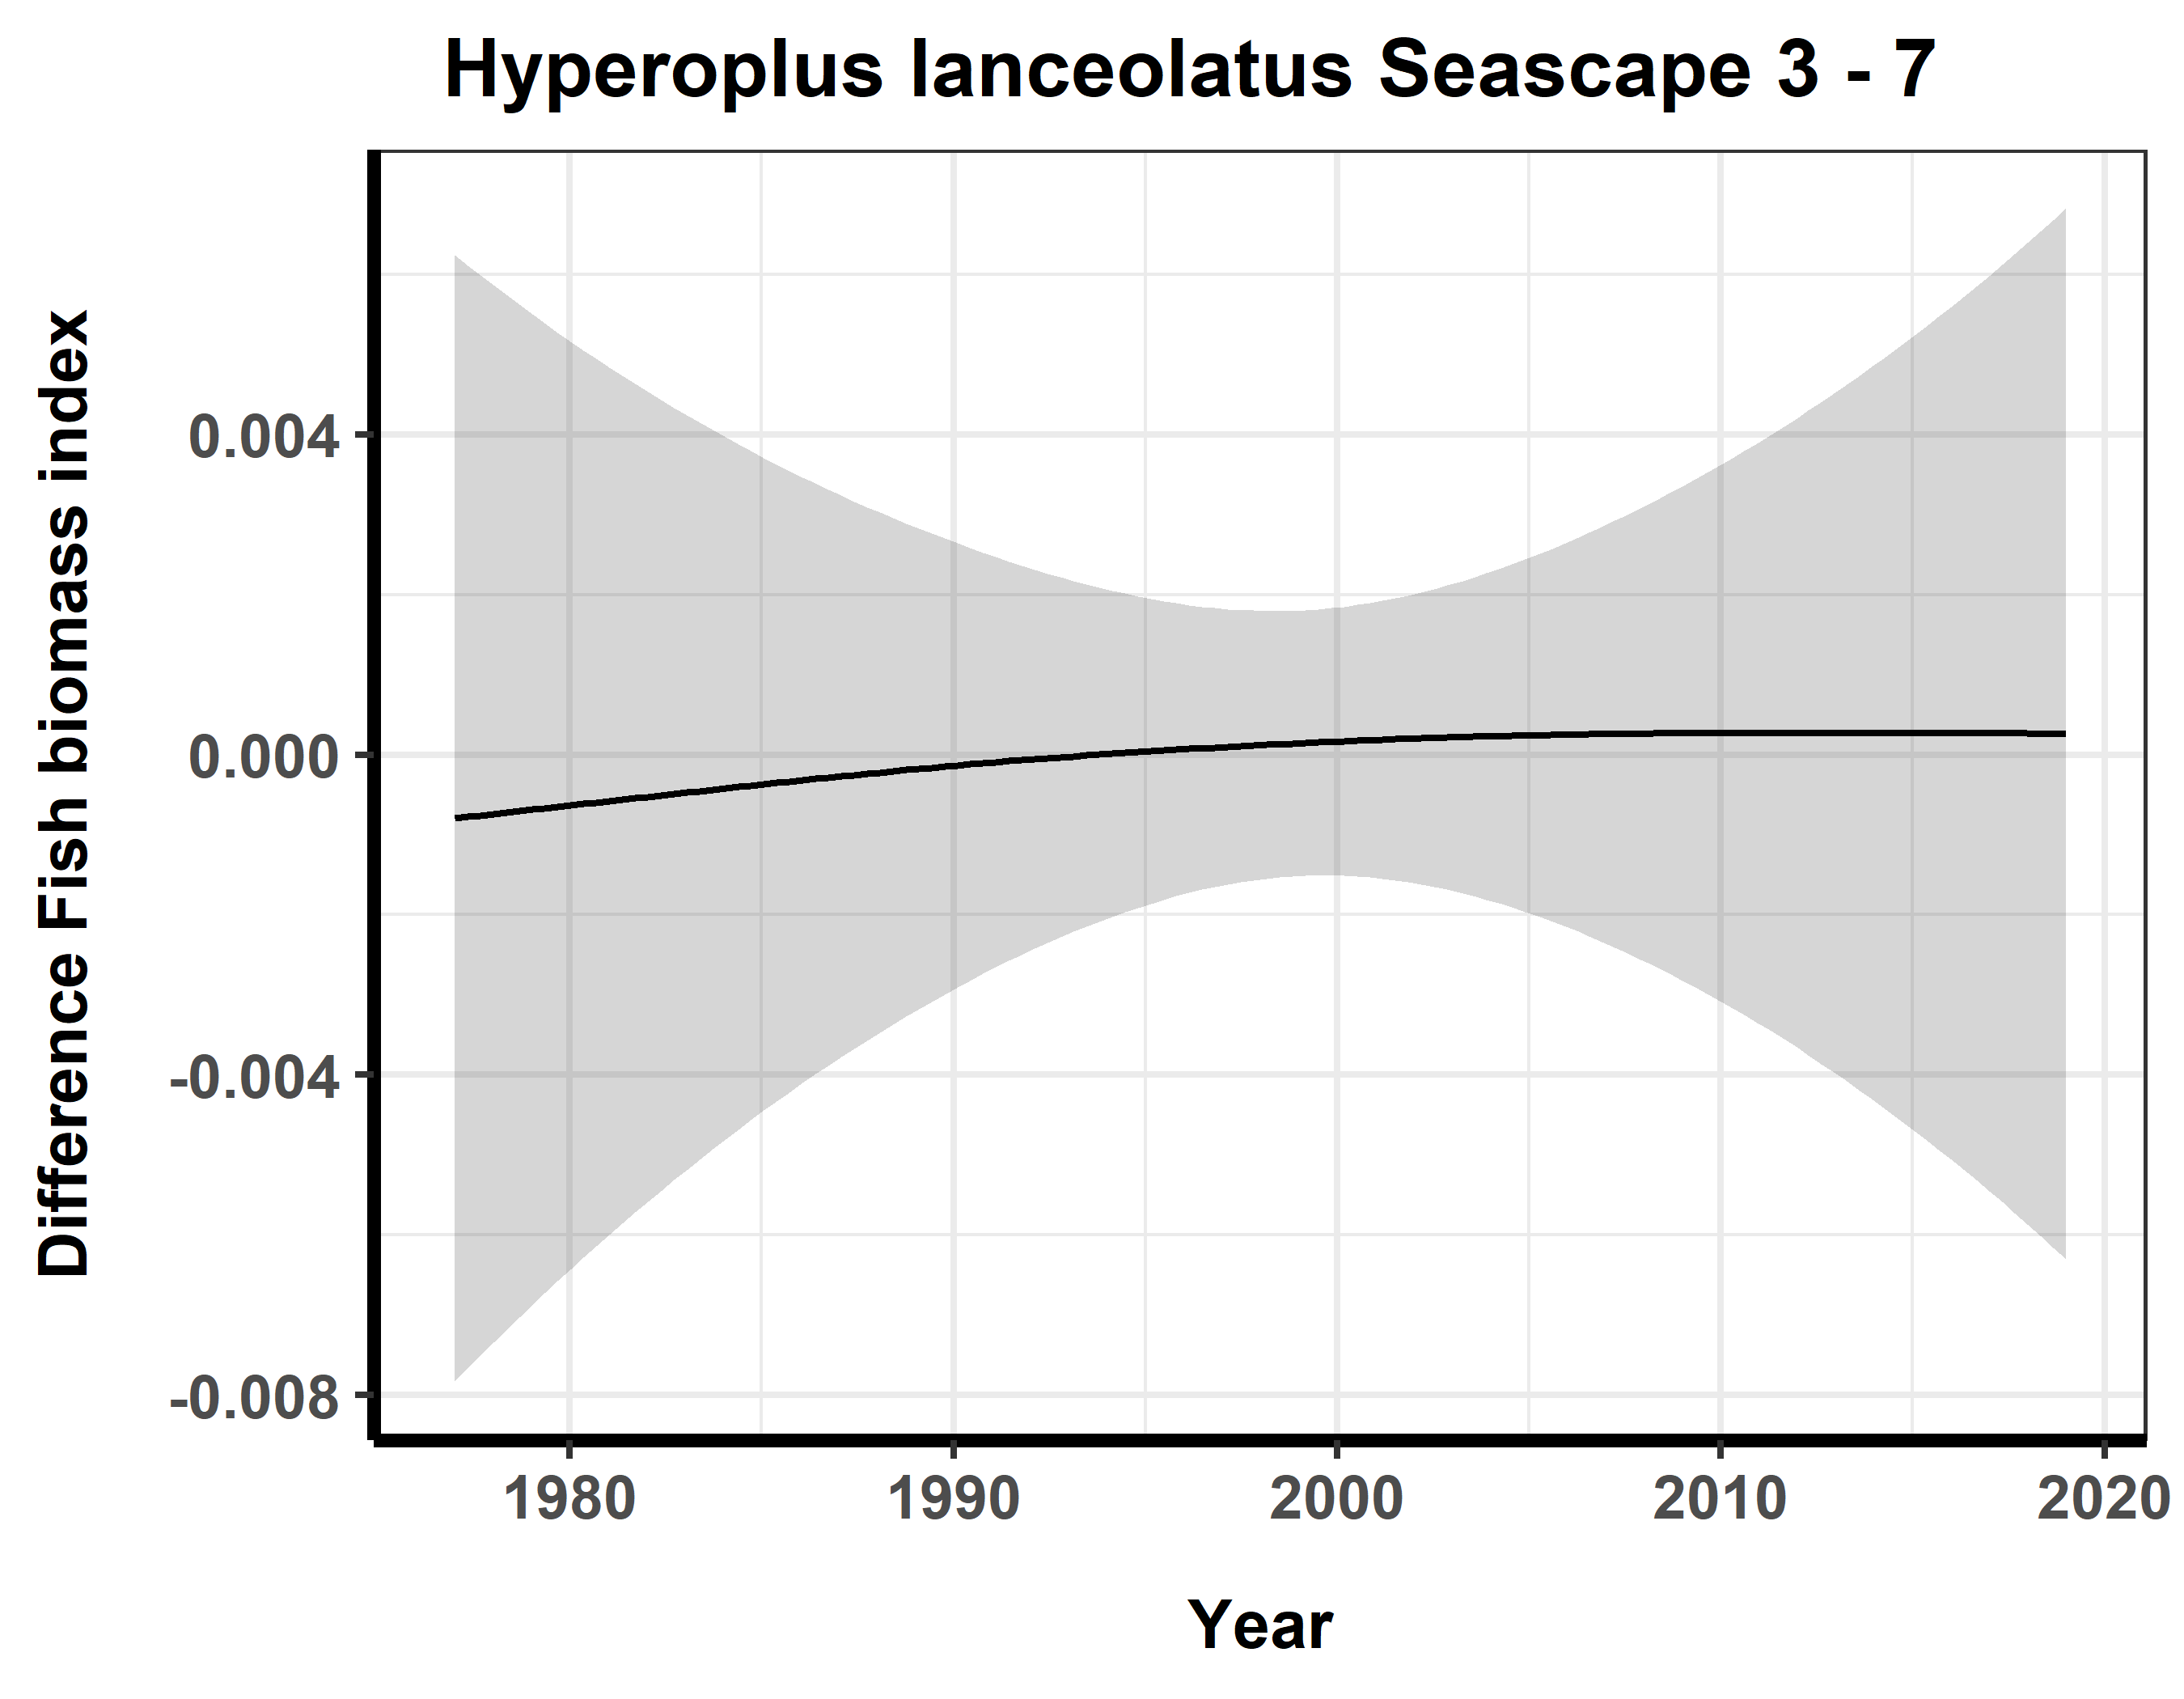 Hyperoplus lanceolatus Seascape 3 - 7
Difference Fish biomass index
0.004
0.000
-0.004
-0.008
1980 1990 2000 2010 2020
Year